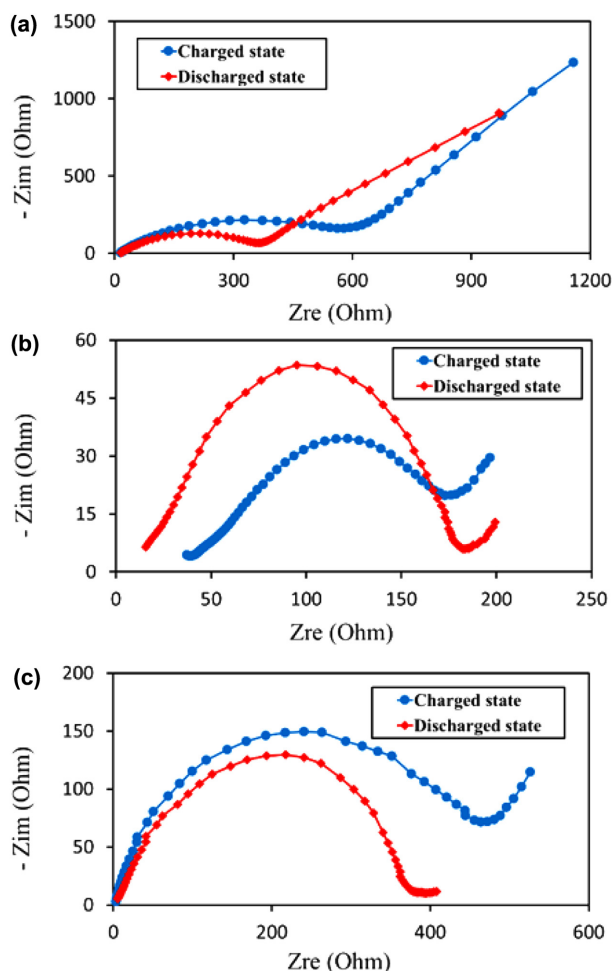 (a)
1500
1000
500
0
- Zim (Ohm)
Charged state
Discharged state
0 300 600 900 1200
Zre (Ohm)
(b)
60
45
30
15
0
- Zim (Ohm)
Charged state
Discharged state
0 50 100 150 200 250
Zre (Ohm)
(c)
200
150
100
50
0
- Zim (Ohm)
Charged state
Discharged state
0 200 400 600
Zre (Ohm)